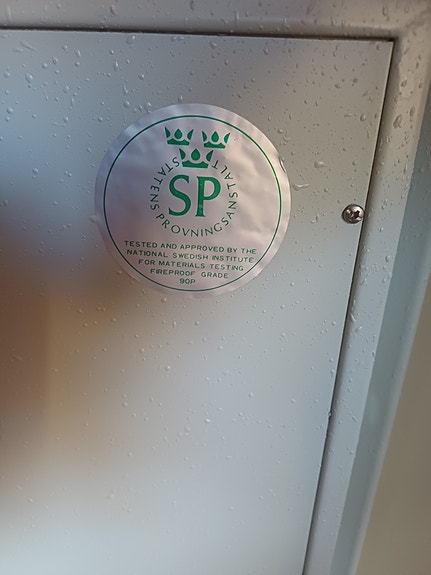 STATENS PROVNINGSANSTALT
SP
TESTED AND APPROVED BY THE
NATIONAL SWEDISH INSTITUTE
FOR MATERIALS TESTING
FIREPROOF GRADE
90P